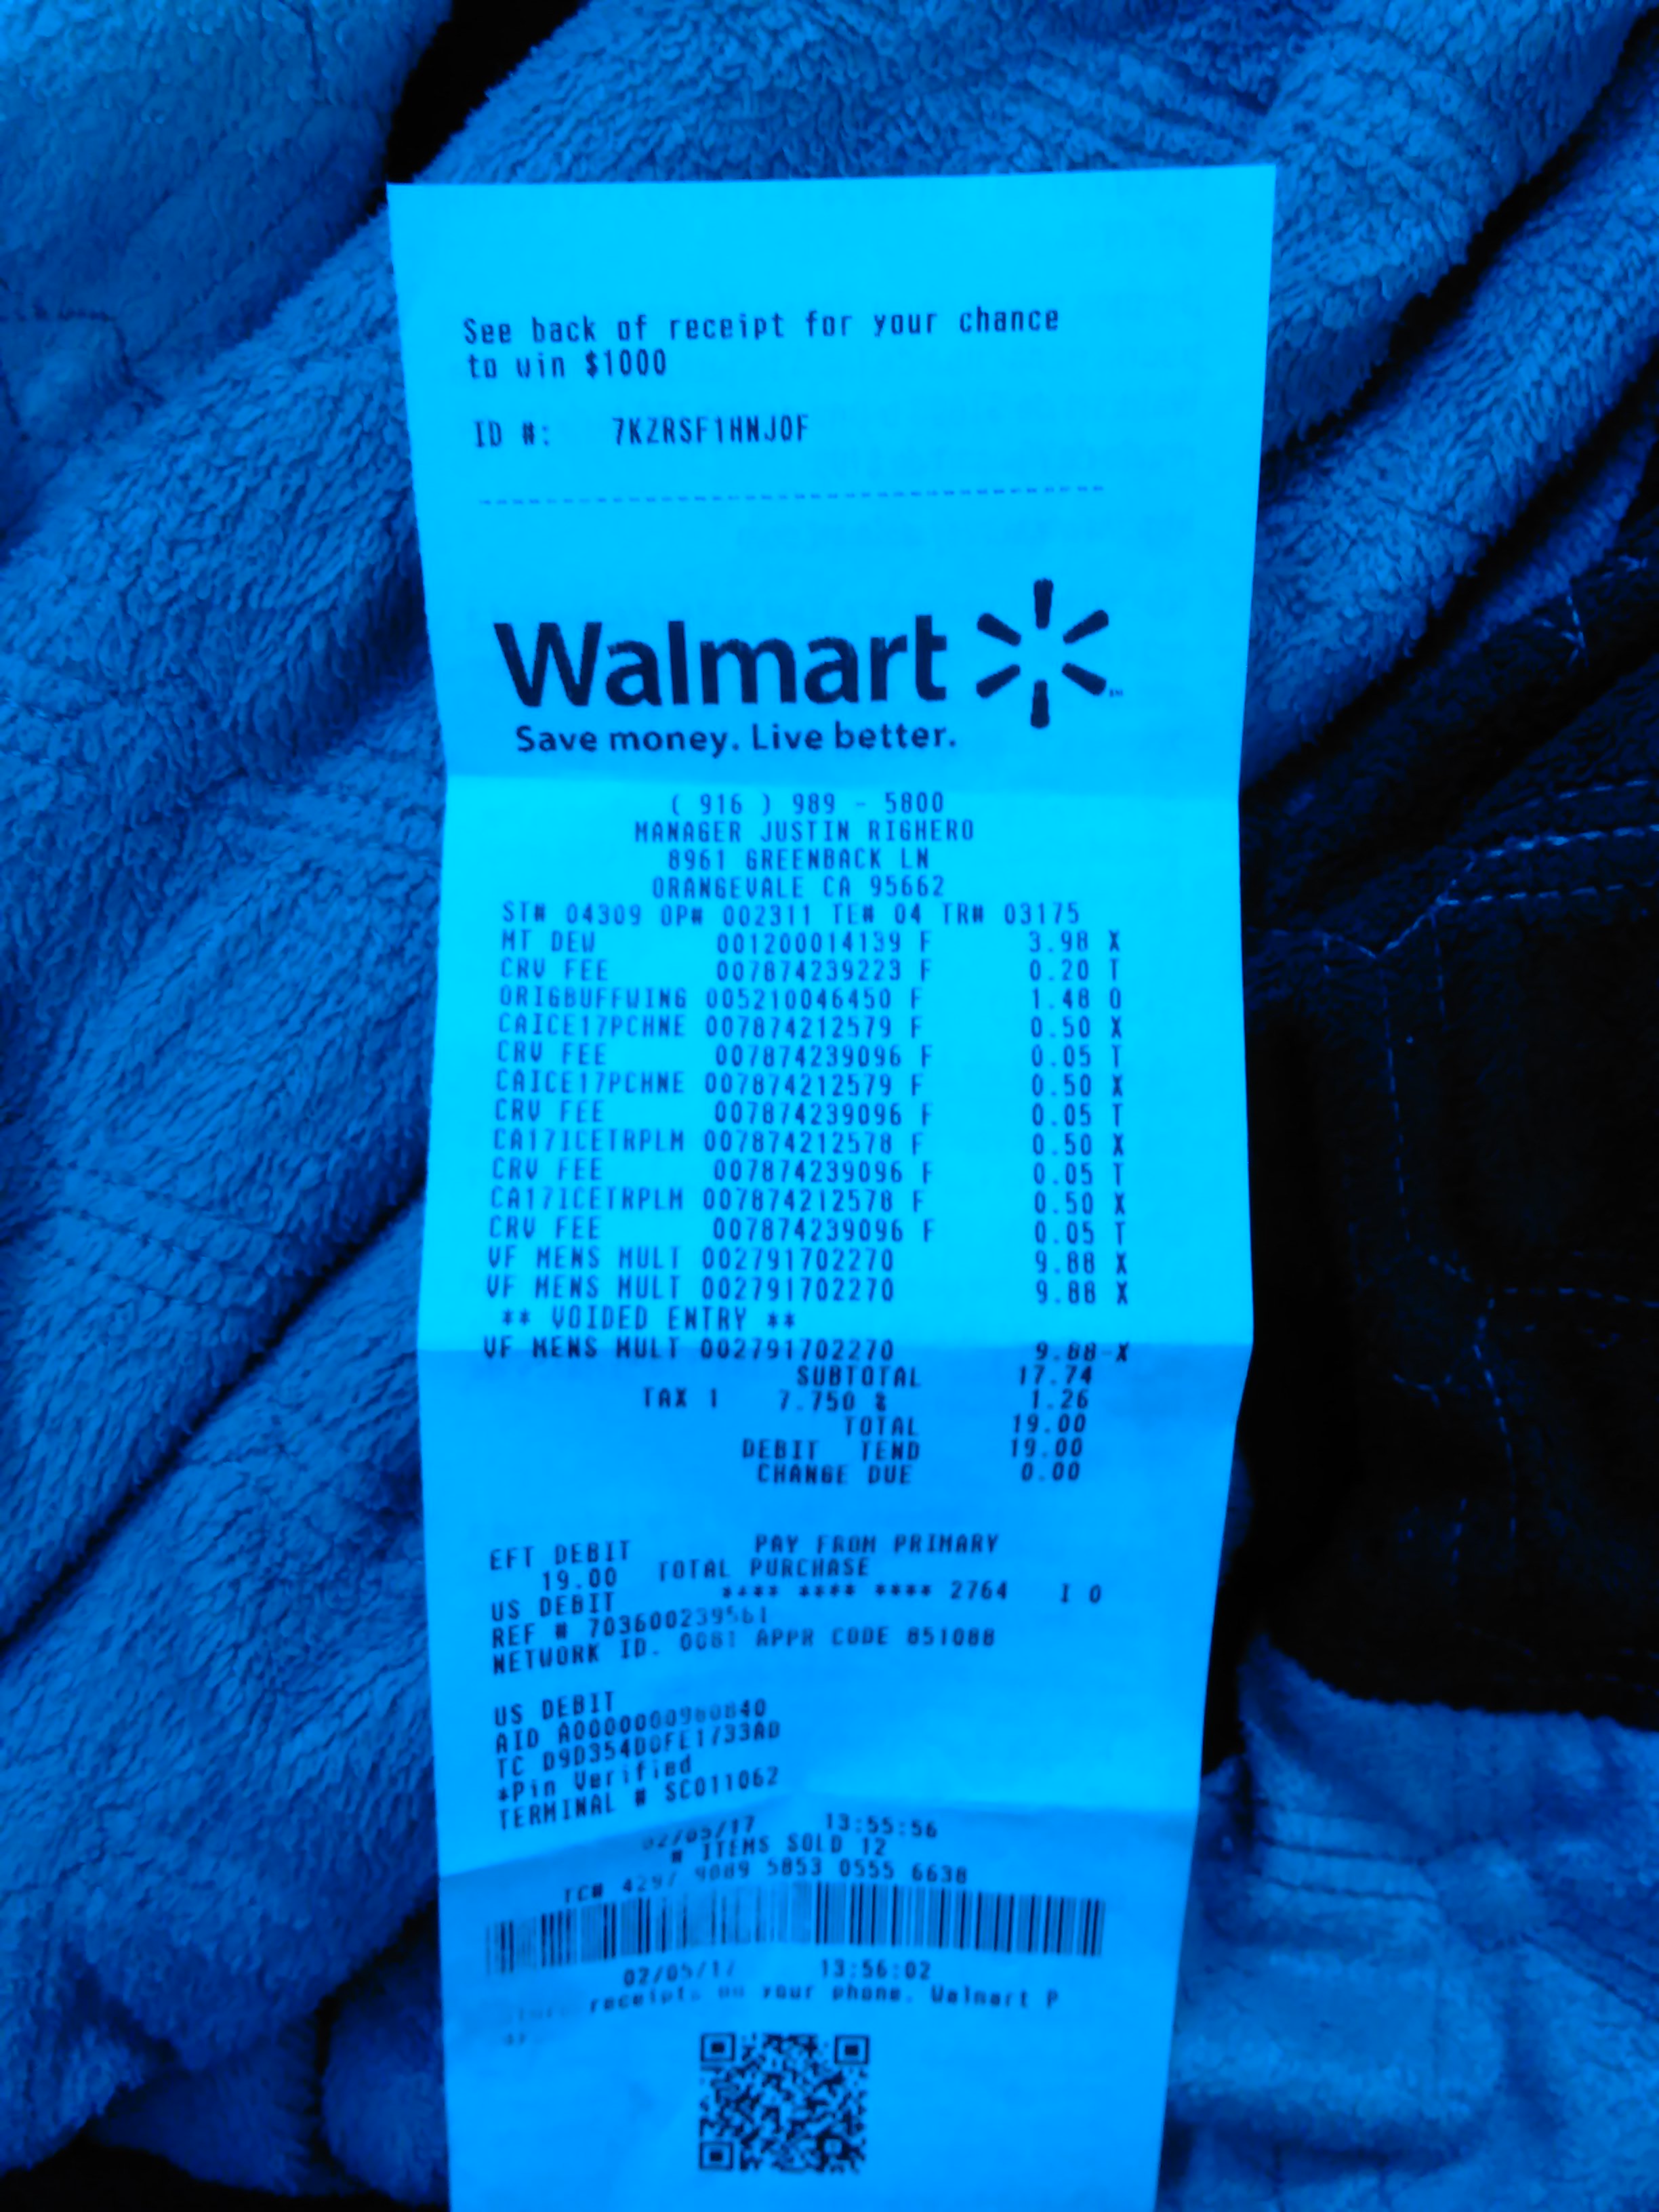 See back of receipt for your chance
to win $1000
ID #: 7KZRSF1HNJOF
Walmart
Save money. Live better.
( 916 ) 989 - 5800
MANAGER JUSTIN RIGHERO
8961 GREENBACK LN
ORANGEVALE CA 95662
ST# 04309 OP# 002311 TE# 04 TR# 03175
MT DEW 001200014139 F 3.98 X
CRV FEE 007874239223 F 0.20 T
ORIGBUFFWING 005210046450 F 1.48 O
CAICE17PCHNE 007874212579 F 0.50 X
CRV FEE 007874239096 F 0.05 T
CAICE17PCHNE 007874212579 F 0.50 X
CRV FEE 007874239096 F 0.05 T
CA17ICETRPLM 007874212578 F 0.50 X
CRV FEE 007874239096 F 0.05 T
CA17ICETRPLM 007874212578 F 0.50 X
CRV FEE 007874239096 F 0.05 T
VF MENS MULT 002791702270 9.88 X
VF MENS MULT 002791702270 9.88 X
** VOIDED ENTRY **
VF MENS MULT 002791702270 9.88-X
SUBTOTAL 17.74
TAX 1 7.750 % 1.26
TOTAL 19.00
DEBIT TEND 19.00
CHANGE DUE 0.00
EFT DEBIT PAY FROM PRIMARY
19.00 TOTAL PURCHASE
US DEBIT **** **** **** 2764 I 0
REF # 703600239561
NETWORK ID. 0081 APPR CODE 851088
US DEBIT
AID A0000000980840
TC
*Pin Verified
TERMINAL # SC011062
02/05/17 13:55:56
# ITEMS SOLD 12
TC# 4297 9089 5853 0555 6638
02/05/17 13:56:02
receipts on your phone. Walmart P